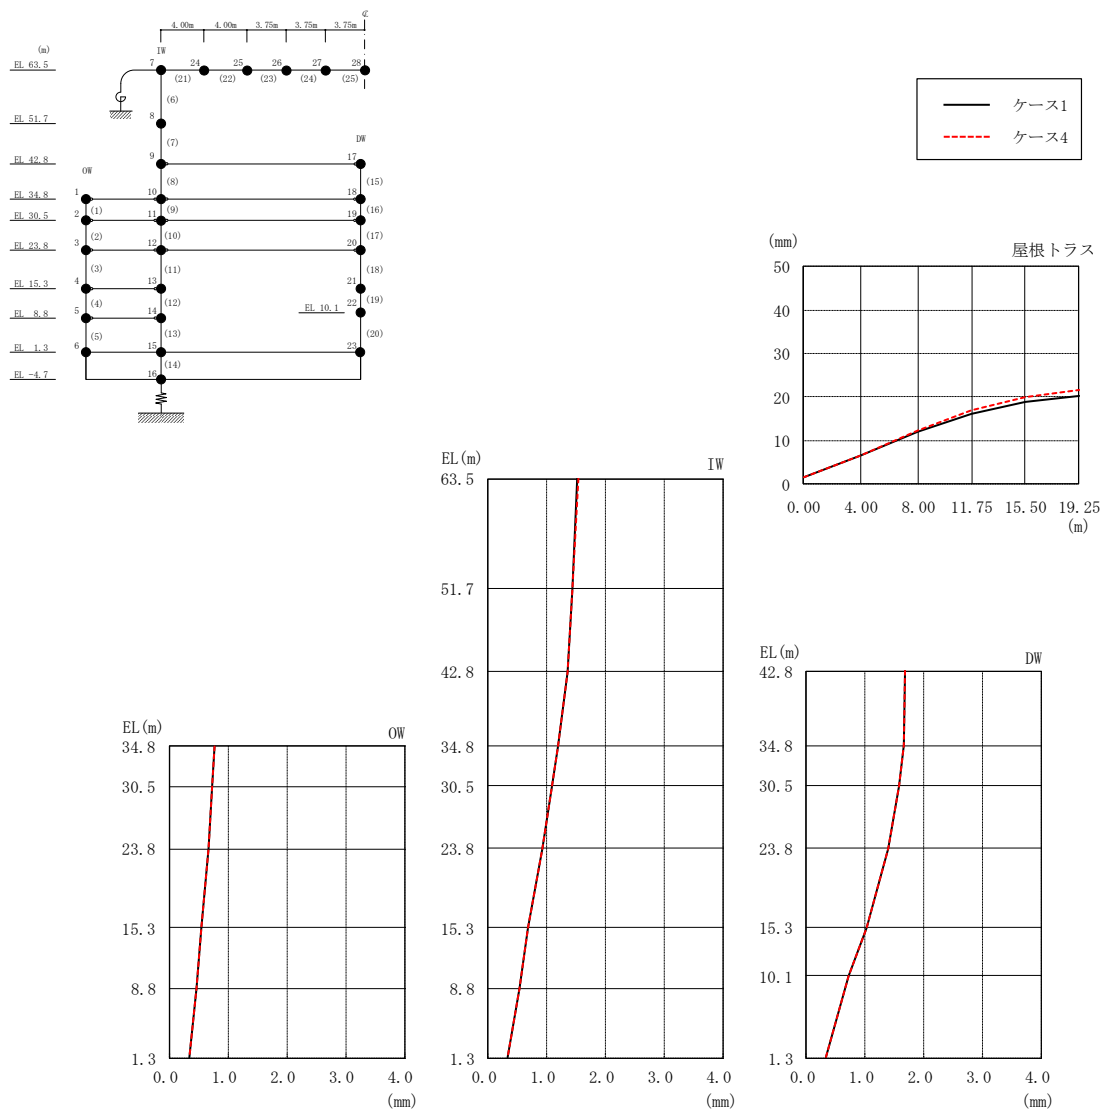 4.00m 4.00m 3.75m 3.75m 3.75m
℄
(m)
IW
EL 63.5
7 24 25 26 27 28
(21) (22) (23) (24) (25)
(6)
EL 51.7
8
(7)
DW
EL 42.8
9 17
OW
(8) (15)
EL 34.8
1 10 18
(1) (9) (16)
EL 30.5
2 11 19
(2) (10) (17)
EL 23.8
3 12 20
(3) (11) (18)
EL 15.3
4 13 21
(4) (12) (19)
EL 10.1 22
EL 8.8
5 14
(5) (13) (20)
EL 1.3
6 15 23
(14)
EL -4.7
16
ケース1
ケース4
(mm)
屋根トラス
50
40
30
20
10
0
0.00 4.00 8.00 11.75 15.50 19.25
(m)
EL(m)
IW
63.5
51.7
42.8
34.8
30.5
23.8
15.3
8.8
1.3
0.0 1.0 2.0 3.0 4.0
(mm)
EL(m)
OW
34.8
30.5
23.8
15.3
8.8
1.3
0.0 1.0 2.0 3.0 4.0
(mm)
EL(m)
DW
42.8
34.8
30.5
23.8
15.3
10.1
1.3
0.0 1.0 2.0 3.0 4.0
(mm)